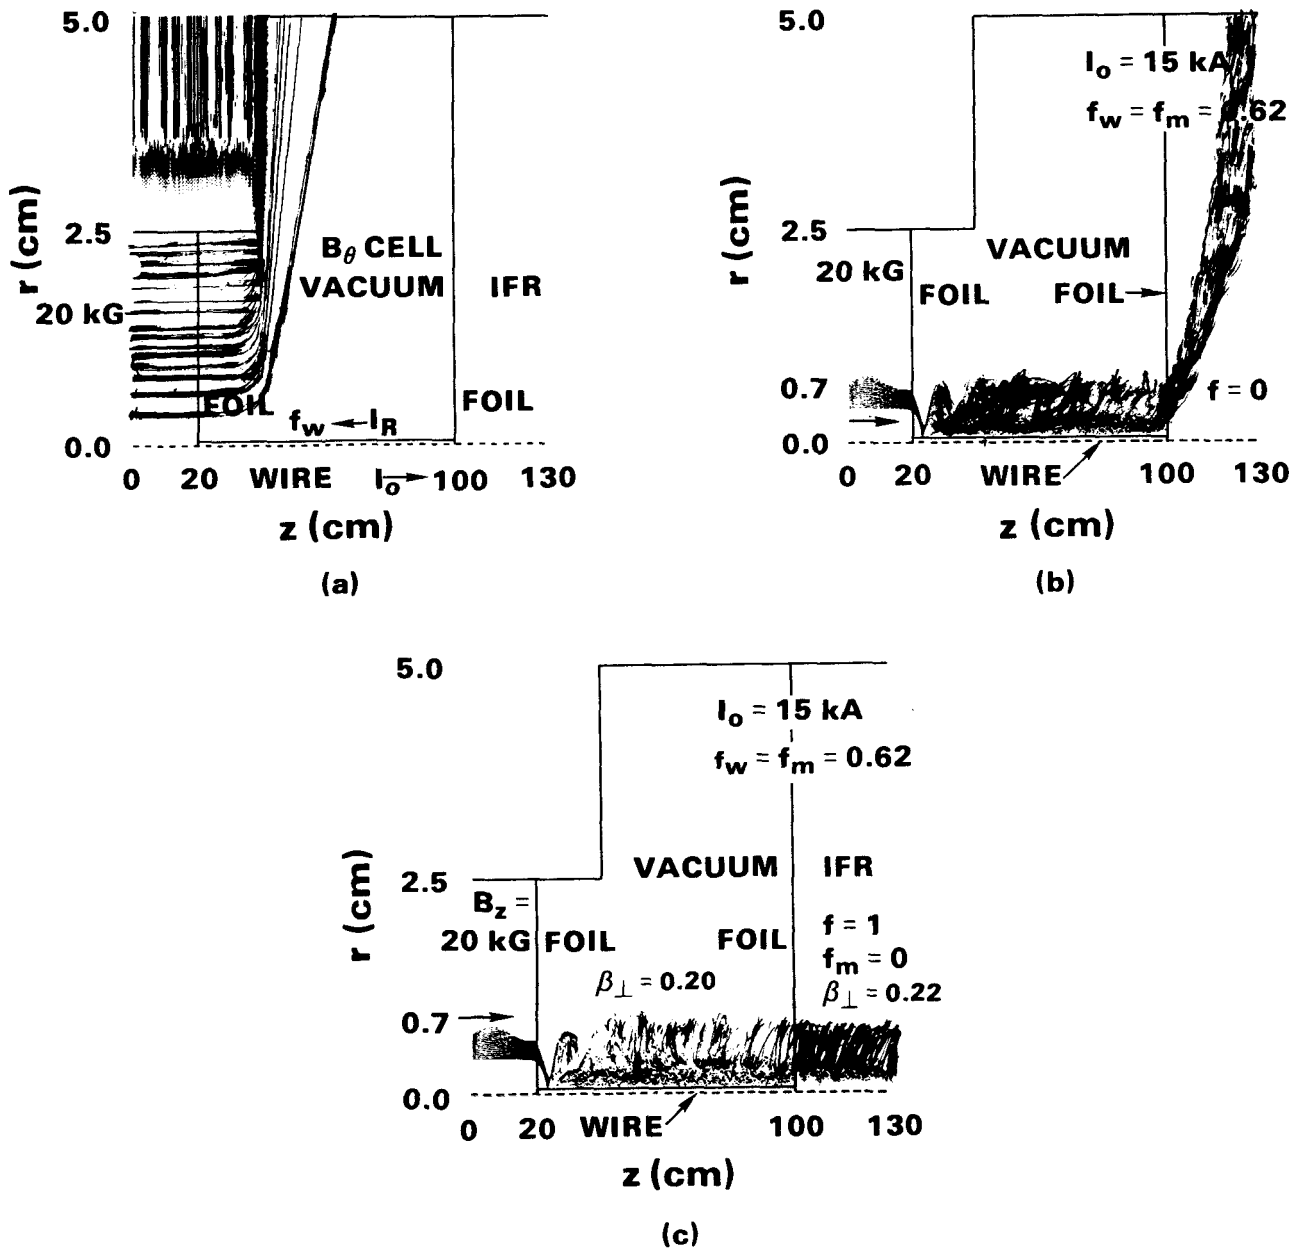 5.0
r (cm)
2.5
20 kG
B_θ CELL
VACUUM
IFR
FOIL
FOIL
f_w ← I_R
0.0
0 20 WIRE I_o → 100 130
z (cm)
(a)
5.0
I_o = 15 kA
f_w = f_m = 0.62
r (cm)
2.5
VACUUM
20 kG
FOIL FOIL →
0.7
f = 0
0.0
0 20 WIRE 100 130
z (cm)
(b)
5.0
I_o = 15 kA
f_w = f_m = 0.62
r (cm)
VACUUM IFR
2.5
B_z =
20 kG FOIL FOIL
f = 1
f_m = 0
β_⊥ = 0.20
β_⊥ = 0.22
0.7 →
0.0
0 20 WIRE 100 130
z (cm)
(c)